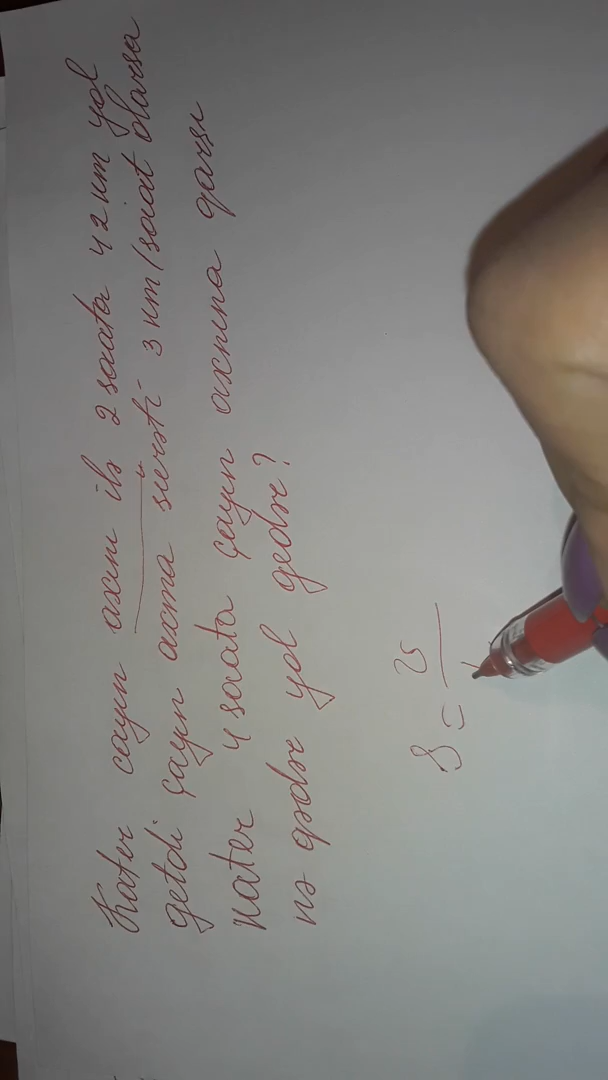 Kater çayın axını ilə 2 saata 42 km yol
getdi çayın axma sürəti 3 km/saat olarsa
kater 4 saata çayın axınına qarşı
nə qədər yol gedər?
S = v